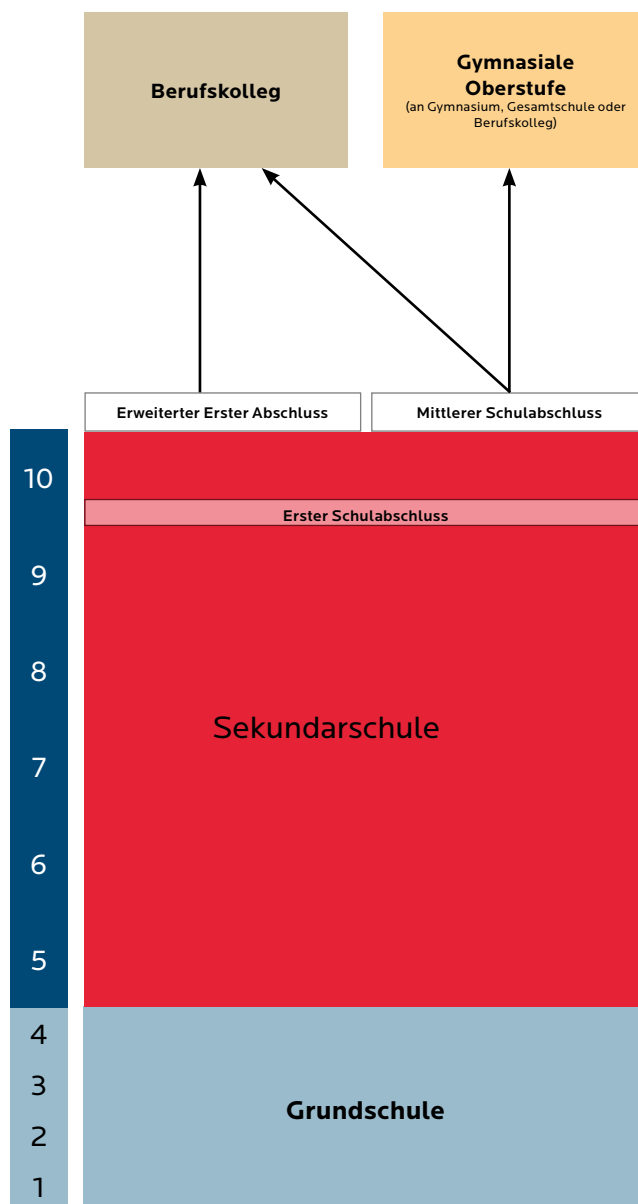 Berufskolleg
Gymnasiale
Oberstufe
(an Gymnasium, Gesamtschule oder
Berufskolleg)
Erweiterter Erster Abschluss
Mittlerer Schulabschluss
10
Erster Schulabschluss
9
8
Sekundarschule
7
6
5
4
3
Grundschule
2
1